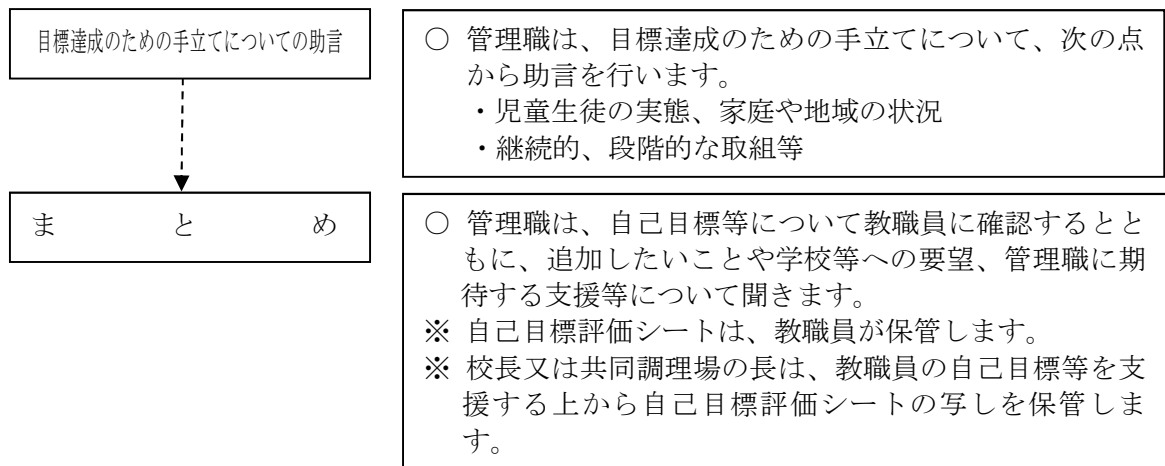 目標達成のための手立てについての助言
○ 管理職は、目標達成のための手立てについて、次の点
から助言を行います。
・児童生徒の実態、家庭や地域の状況
・継続的、段階的な取組等
ま と め
○ 管理職は、自己目標等について教職員に確認するとと
もに、追加したいことや学校等への要望、管理職に期
待する支援等について聞きます。
※ 自己目標評価シートは、教職員が保管します。
※ 校長又は共同調理場の長は、教職員の自己目標等を支
援する上から自己目標評価シートの写しを保管しま
す。